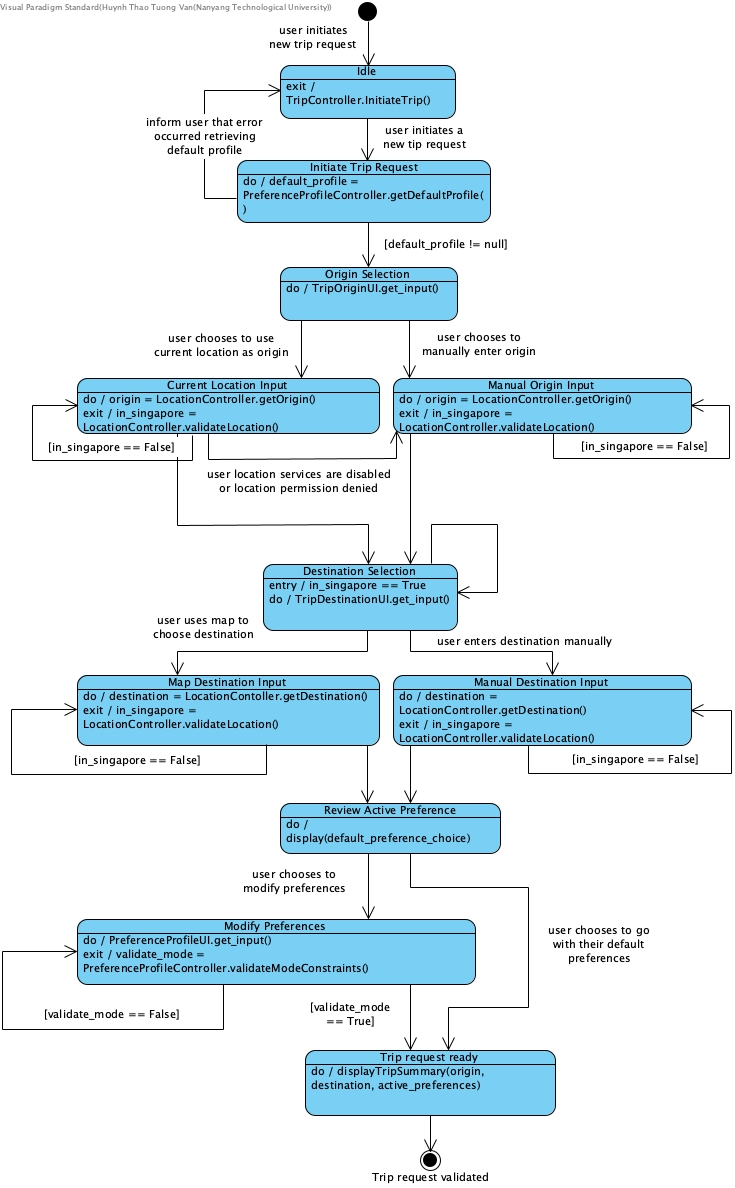 Visual Paradigm Standard(Huynh Thao Tuong Van(Nanyang Technological University))
user initiates
new trip request
Idle
exit /
TripController.InitiateTrip()
inform user that error
occurred retrieving
default profile
user initiates a
new tip request
Initiate Trip Request
do / default_profile =
PreferenceProfileController.getDefaultProfile(
)
[default_profile != null]
Origin Selection
do / TripOriginUI.get_input()
user chooses to use
current location as origin
user chooses to
manually enter origin
Current Location Input
do / origin = LocationController.getOrigin()
exit / in_singapore =
LocationController.validateLocation()
Manual Origin Input
do / origin = LocationController.getOrigin()
exit / in_singapore =
LocationController.validateLocation()
[in_singapore == False]
[in_singapore == False]
user location services are disabled
or location permission denied
Destination Selection
entry / in_singapore == True
do / TripDestinationUI.get_input()
user uses map to
choose destination
user enters destination manually
Map Destination Input
do / destination = LocationContoller.getDestination()
exit / in_singapore =
LocationController.validateLocation()
Manual Destination Input
do / destination =
LocationController.getDestination()
exit / in_singapore =
LocationController.validateLocation()
[in_singapore == False]
[in_singapore == False]
Review Active Preference
do /
display(default_preference_choice)
user chooses to
modify preferences
user chooses to go
with their default
preferences
Modify Preferences
do / PreferenceProfileUI.get_input()
exit / validate_mode =
PreferenceProfileController.validateModeConstraints()
[validate_mode == False]
[validate_mode
== True]
Trip request ready
do / displayTripSummary(origin,
destination, active_preferences)
Trip request validated